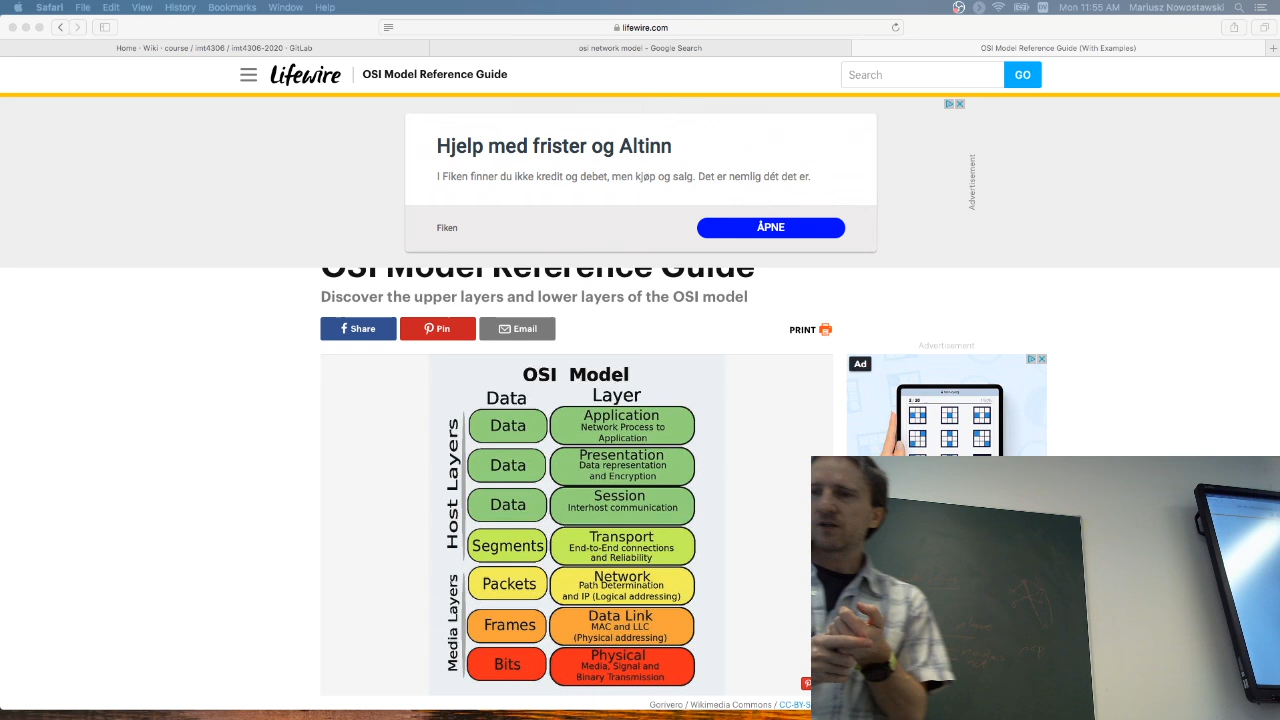 Safari File Edit View History Bookmarks Window Help
Mon 11:55 AM Mariusz Nowostawski
lifewire.com
Home · Wiki · course / imt4306 / imt4306-2020 · GitLab
osi network model - Google Search
OSI Model Reference Guide (With Examples)
Lifewire
OSI Model Reference Guide
Search
GO
Hjelp med frister og Altinn
I Fiken finner du ikke kredit og debet, men kjøp og salg. Det er nemlig dét det er.
Fiken
ÅPNE
Advertisement
OSI Model Reference Guide
Discover the upper layers and lower layers of the OSI model
Share
Pin
Email
PRINT
Advertisement
Ad
OSI Model
Data
Layer
Host Layers
Data
Application
Network Process to
Application
Data
Presentation
Data representation
and Encryption
Data
Session
Interhost communication
Segments
Transport
End-to-End connections
and Reliability
Media Layers
Packets
Network
Path Determination
and IP (Logical addressing)
Frames
Data Link
MAC and LLC
(Physical addressing)
Bits
Physical
Media, Signal and
Binary Transmission
Gorivero / Wikimedia Commons / CC-BY-S